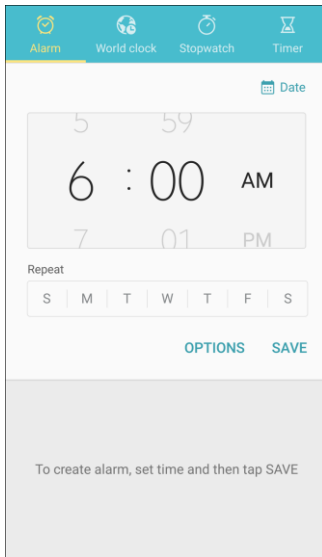 Alarm World clock Stopwatch Timer
Date
5 59
6 : 00 AM
7 01 PM
Repeat
S M T W T F S
OPTIONS SAVE
To create alarm, set time and then tap SAVE